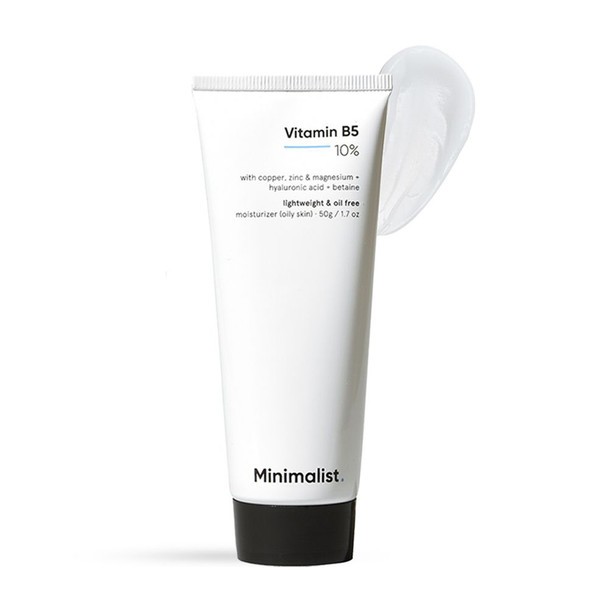 Vitamin B5
10%
with copper, zinc & magnesium +
hyaluronic acid + betaine
lightweight & oil free
moisturizer (oily skin) · 50g / 1.7 oz
Minimalist